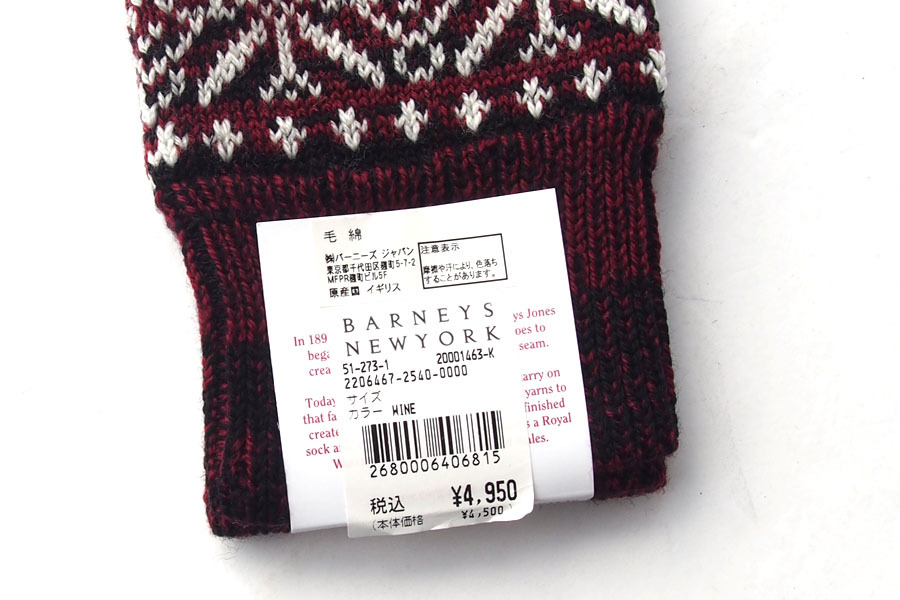 毛 綿
㈱バーニーズ ジャパン
東京都千代田区麹町5-7-2
MFPR麹町ビル5F
原産国 イギリス
注意表示
摩擦や汗により、色落ち
することがあります。
BARNEYS
NEWYORK
51-273-1 20001463-K
2206467-2540-0000
サイズ
カラー WINE
2680006406815
税込 ¥4,950
(本体価格 ¥4,500)
In 189 ys Jones
bega oes to
crea seam.
Today arry on
that fa yarns to
create finished
sock a s a Royal
W ales.